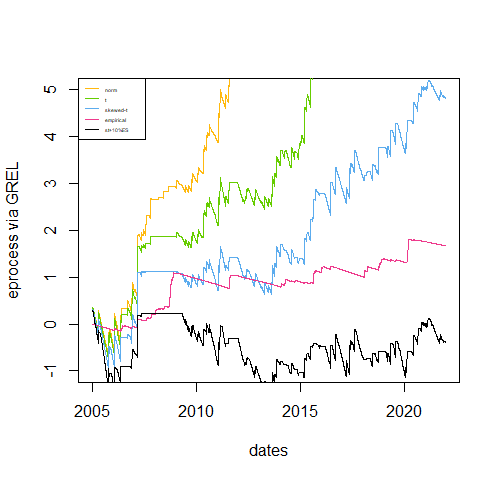 eprocess via GREL
5
4
3
2
1
0
-1
norm
t
skewed-t
empirical
st+10%ES
2005
2010
2015
2020
dates